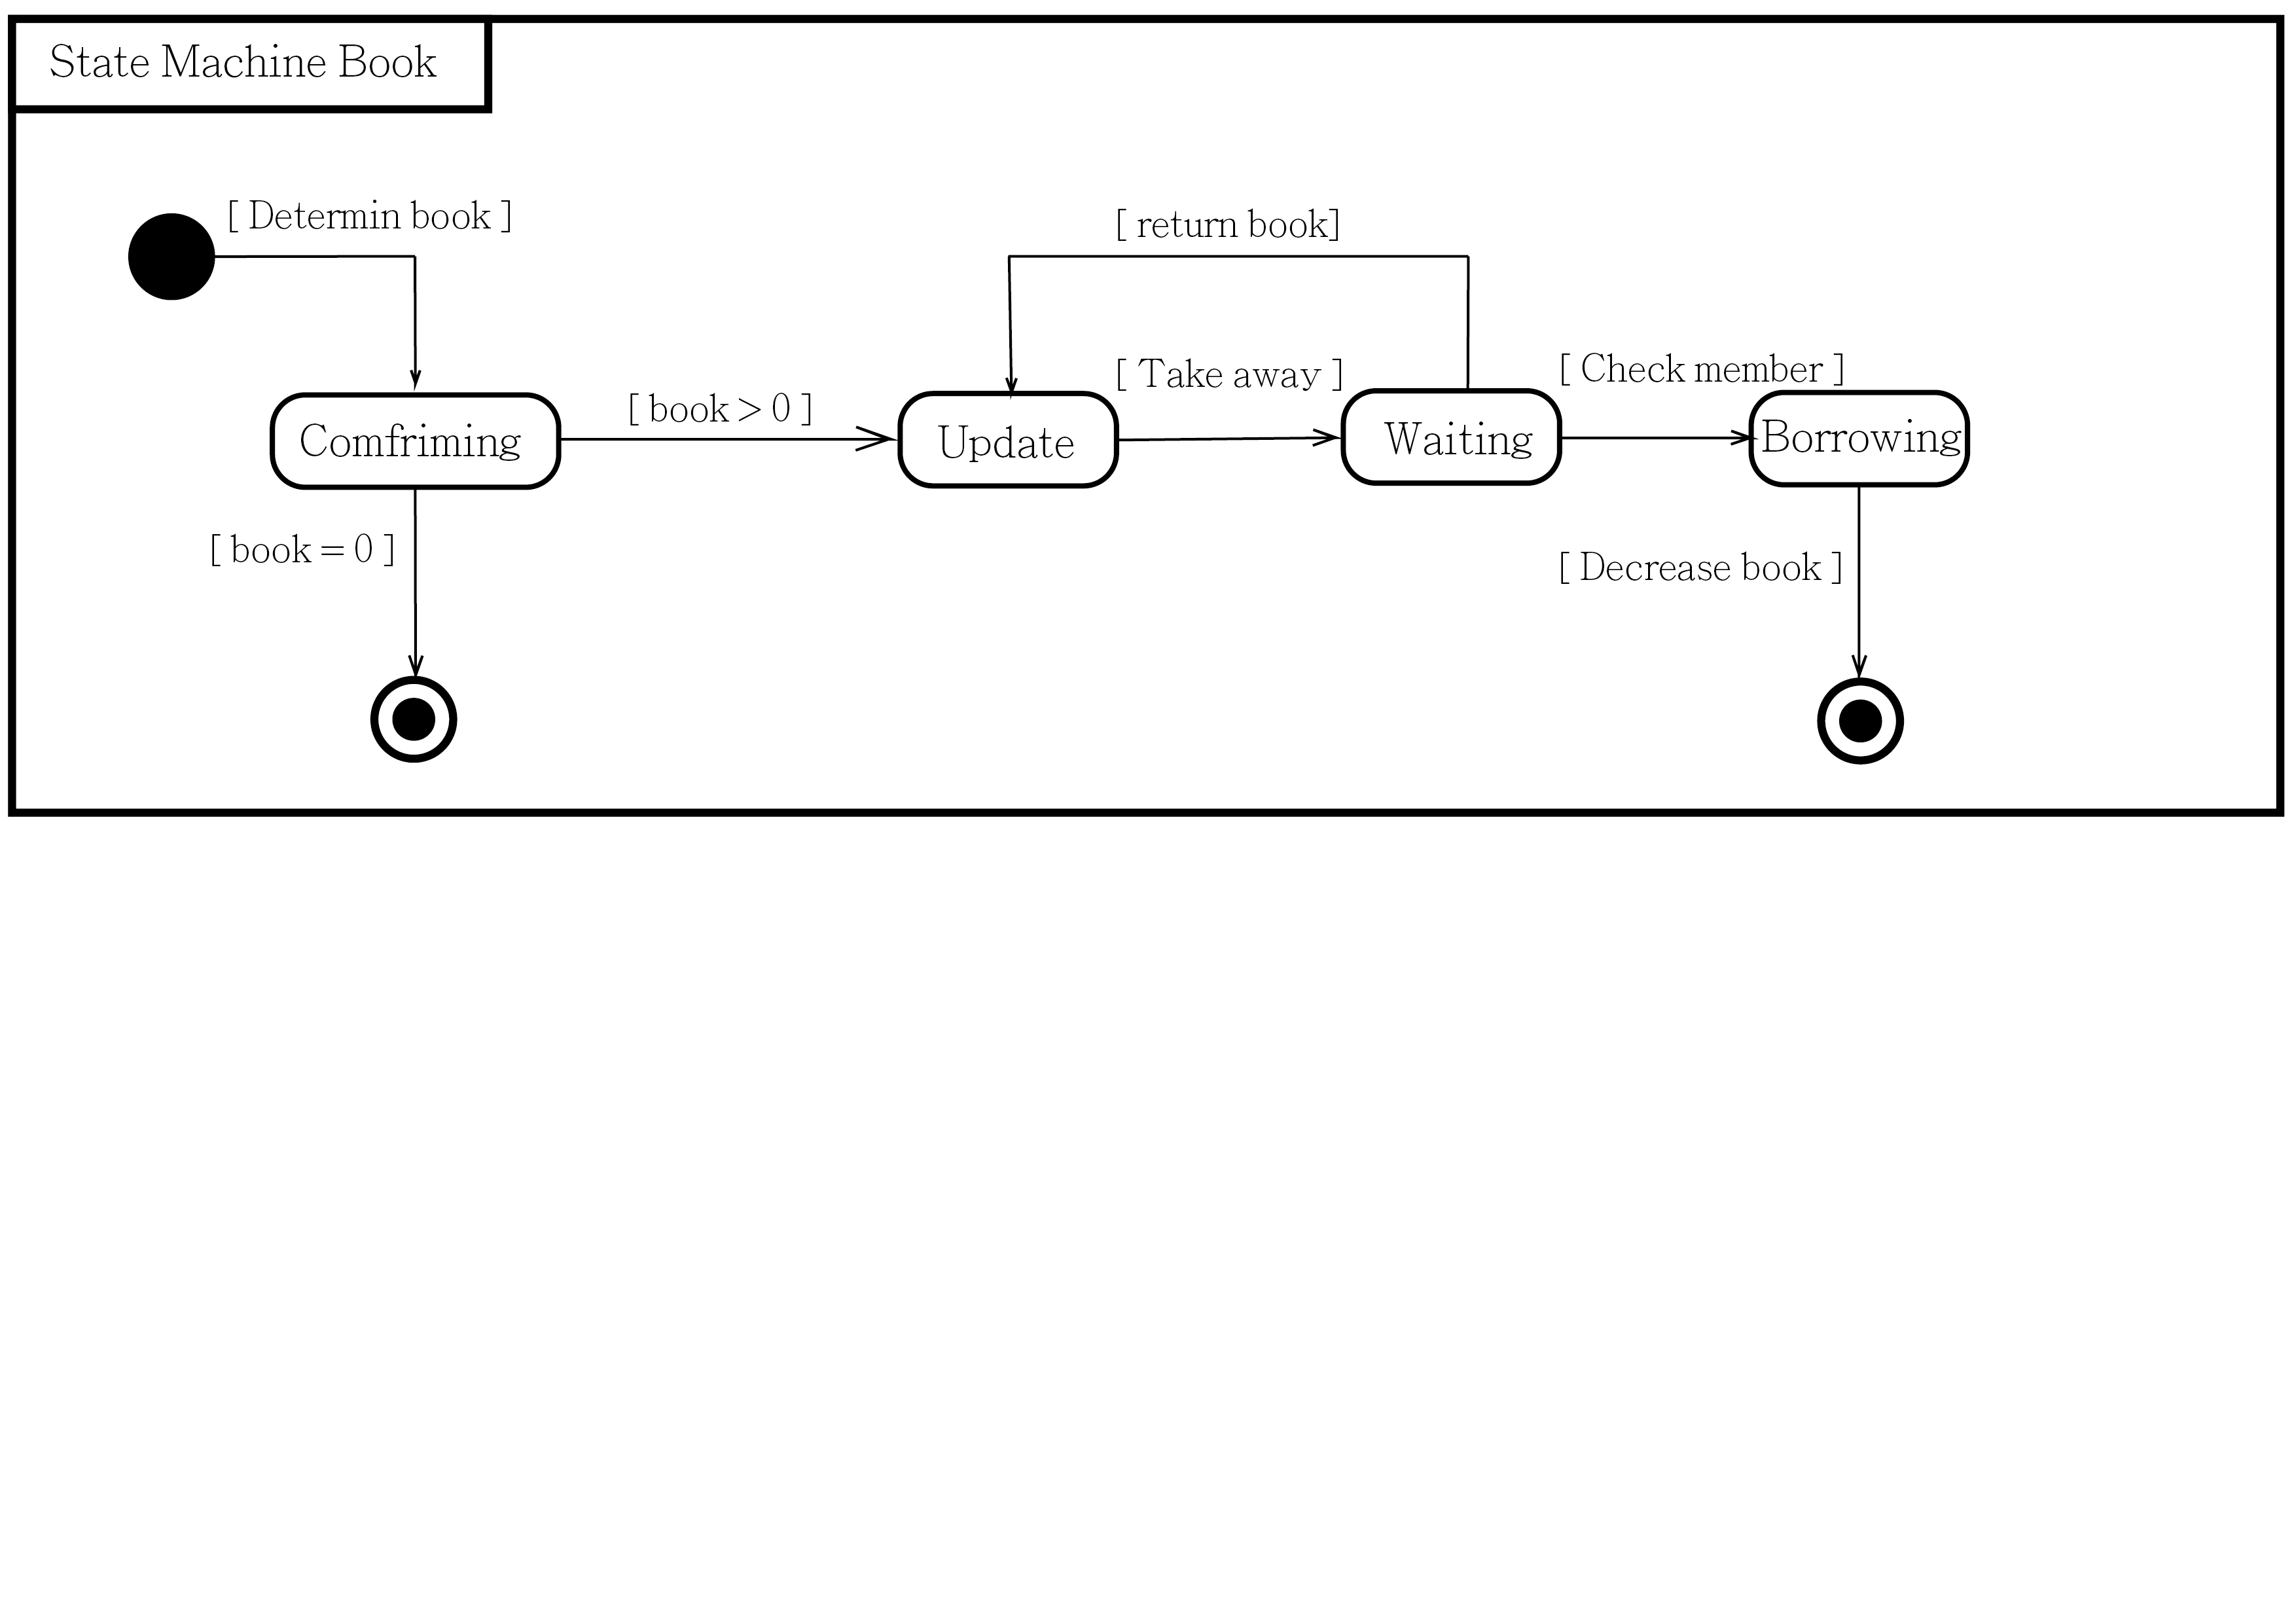 State Machine Book
[ Determin book ]
[ return book]
[ Take away ]
[ Check member ]
[ book > 0 ]
Comfriming
Update
Waiting
Borrowing
[ book = 0 ]
[ Decrease book ]